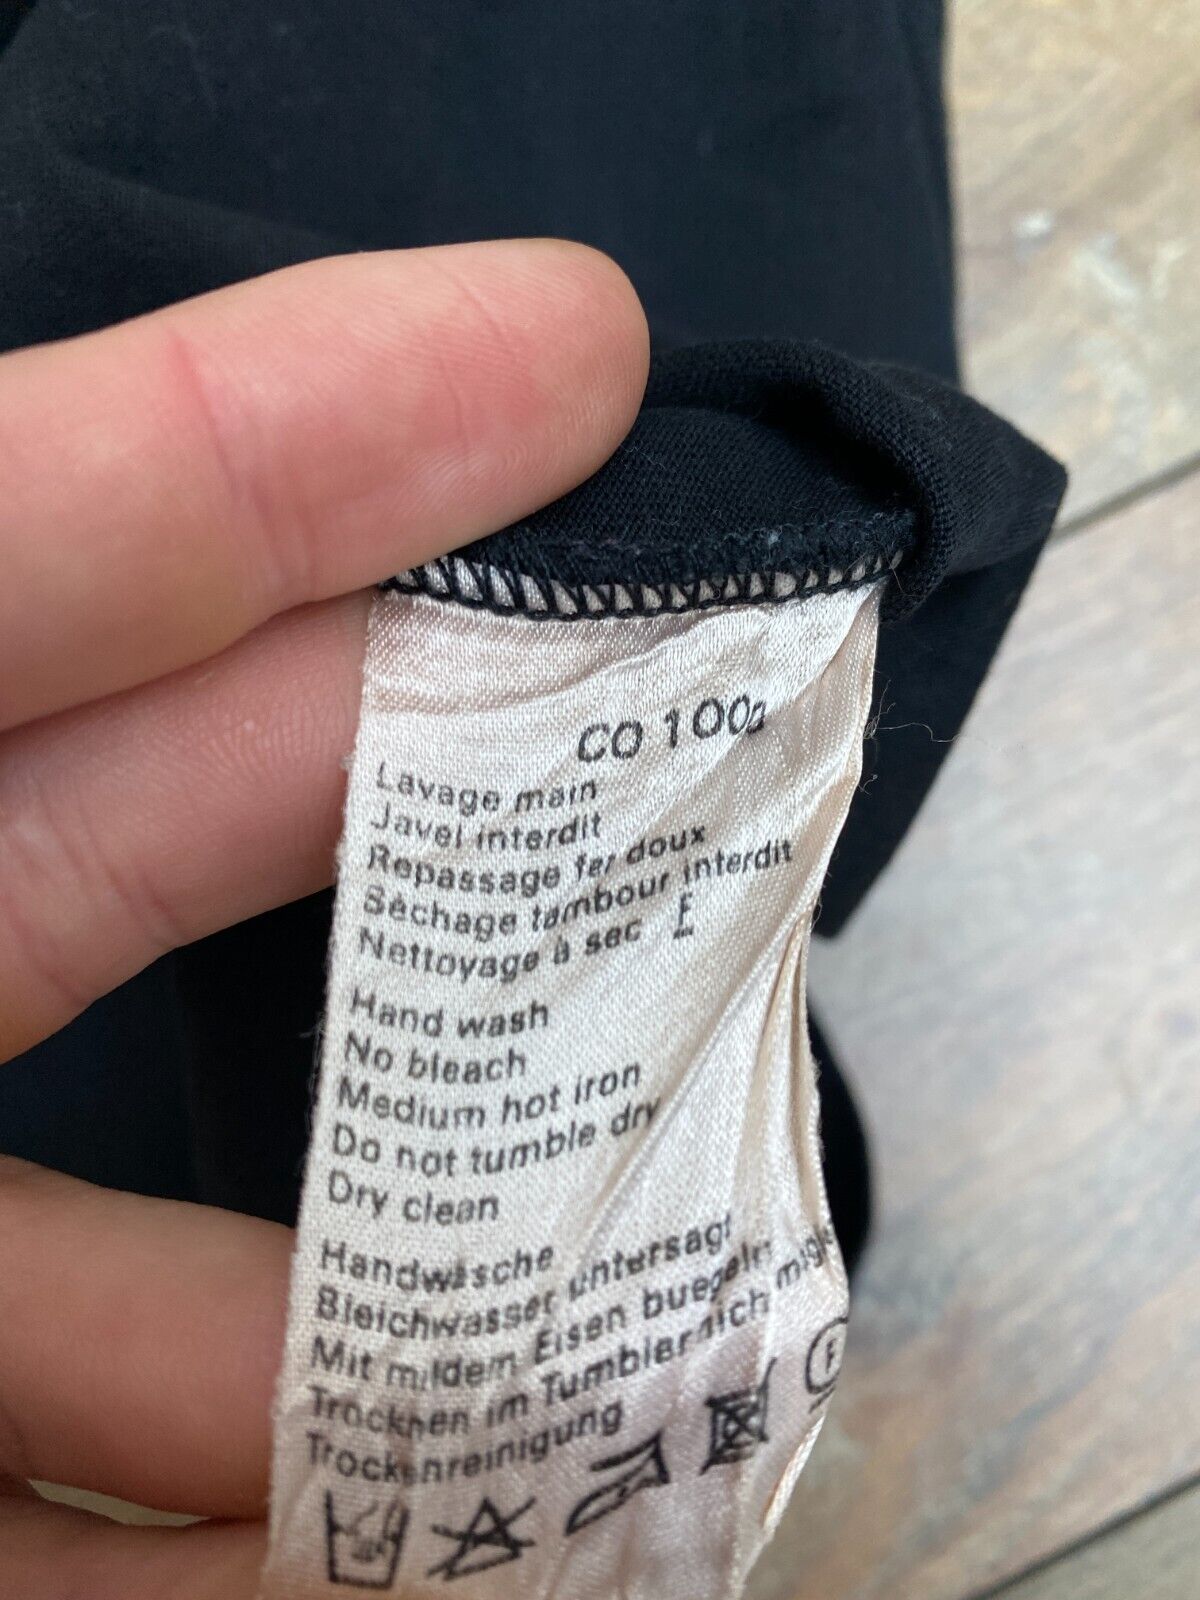 CO 100%
Lavage main
Javel interdit
Repassage fer doux
Séchage tambour interdit
Nettoyage à sec F
Hand wash
No bleach
Medium hot iron
Do not tumble dry
Dry clean
Handwäsche
Bleichwasser untersagt
Mit mildem Eisen buegeln
Trocknen im Tumbler nich
Trockenreinigung
F